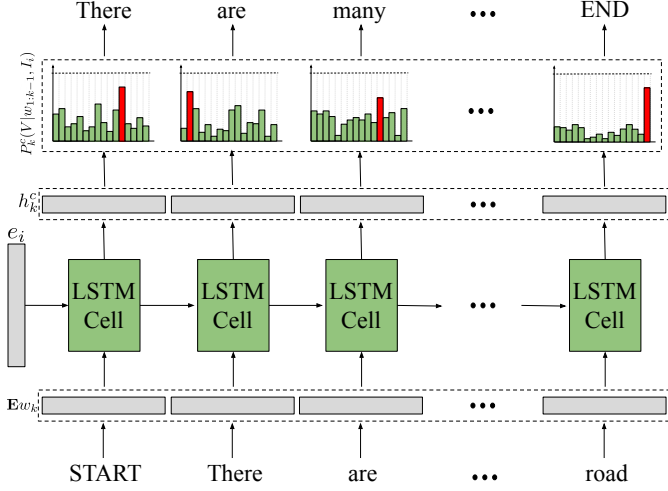 There are many ••• END
P_k^c(V|w_{1:k−1}, I_i) •••
h_k^c •••
e_i
LSTM Cell LSTM Cell LSTM Cell ••• LSTM Cell
Ew_k •••
START There are ••• road